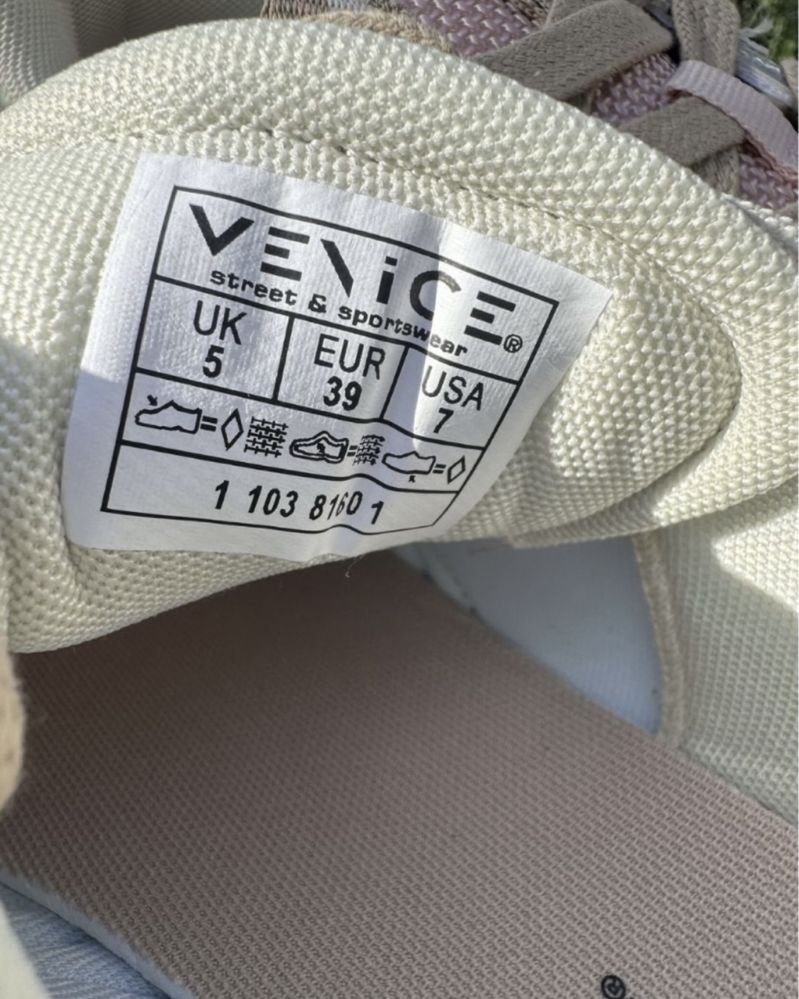 VENiCE®
street & sportswear
UK EUR USA
5 39 7
1 103 8160 1
®